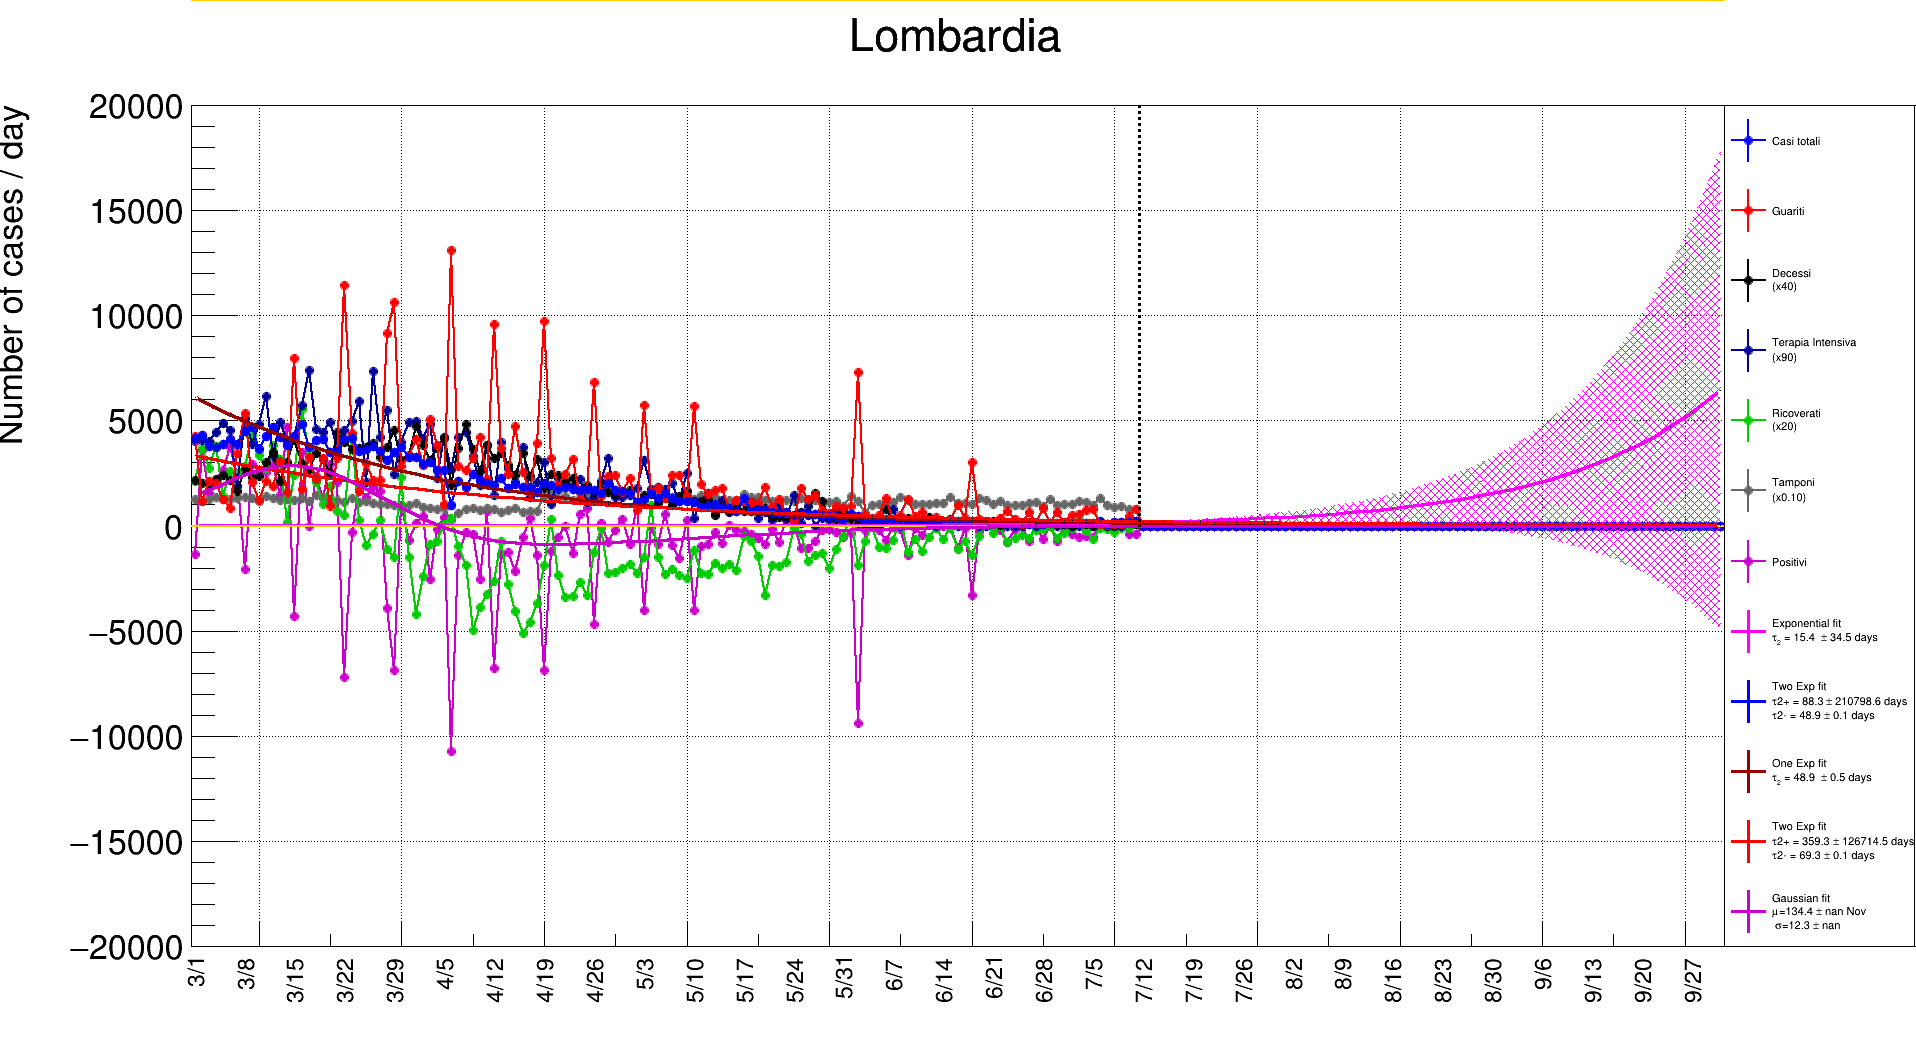 Lombardia
Number of cases / day
20000
15000
10000
5000
0
−5000
−10000
−15000
−20000
3/1
3/8
3/15
3/22
3/29
4/5
4/12
4/19
4/26
5/3
5/10
5/17
5/24
5/31
6/7
6/14
6/21
6/28
7/5
7/12
7/19
7/26
8/2
8/9
8/16
8/23
8/30
9/6
9/13
9/20
9/27
Casi totali
Guariti
Decessi
(x40)
Terapia Intensiva
(x90)
Ricoverati
(x20)
Tamponi
(x0.10)
Positivi
Exponential fit
τ2 = 15.4 ± 34.5 days
Two Exp fit
τ2+ = 88.3 ± 210798.6 days
τ2- = 48.9 ± 0.1 days
One Exp fit
τ2 = 48.9 ± 0.5 days
Two Exp fit
τ2+ = 359.3 ± 126714.5 days
τ2- = 69.3 ± 0.1 days
Gaussian fit
μ=134.4 ± nan Nov
σ=12.3 ± nan